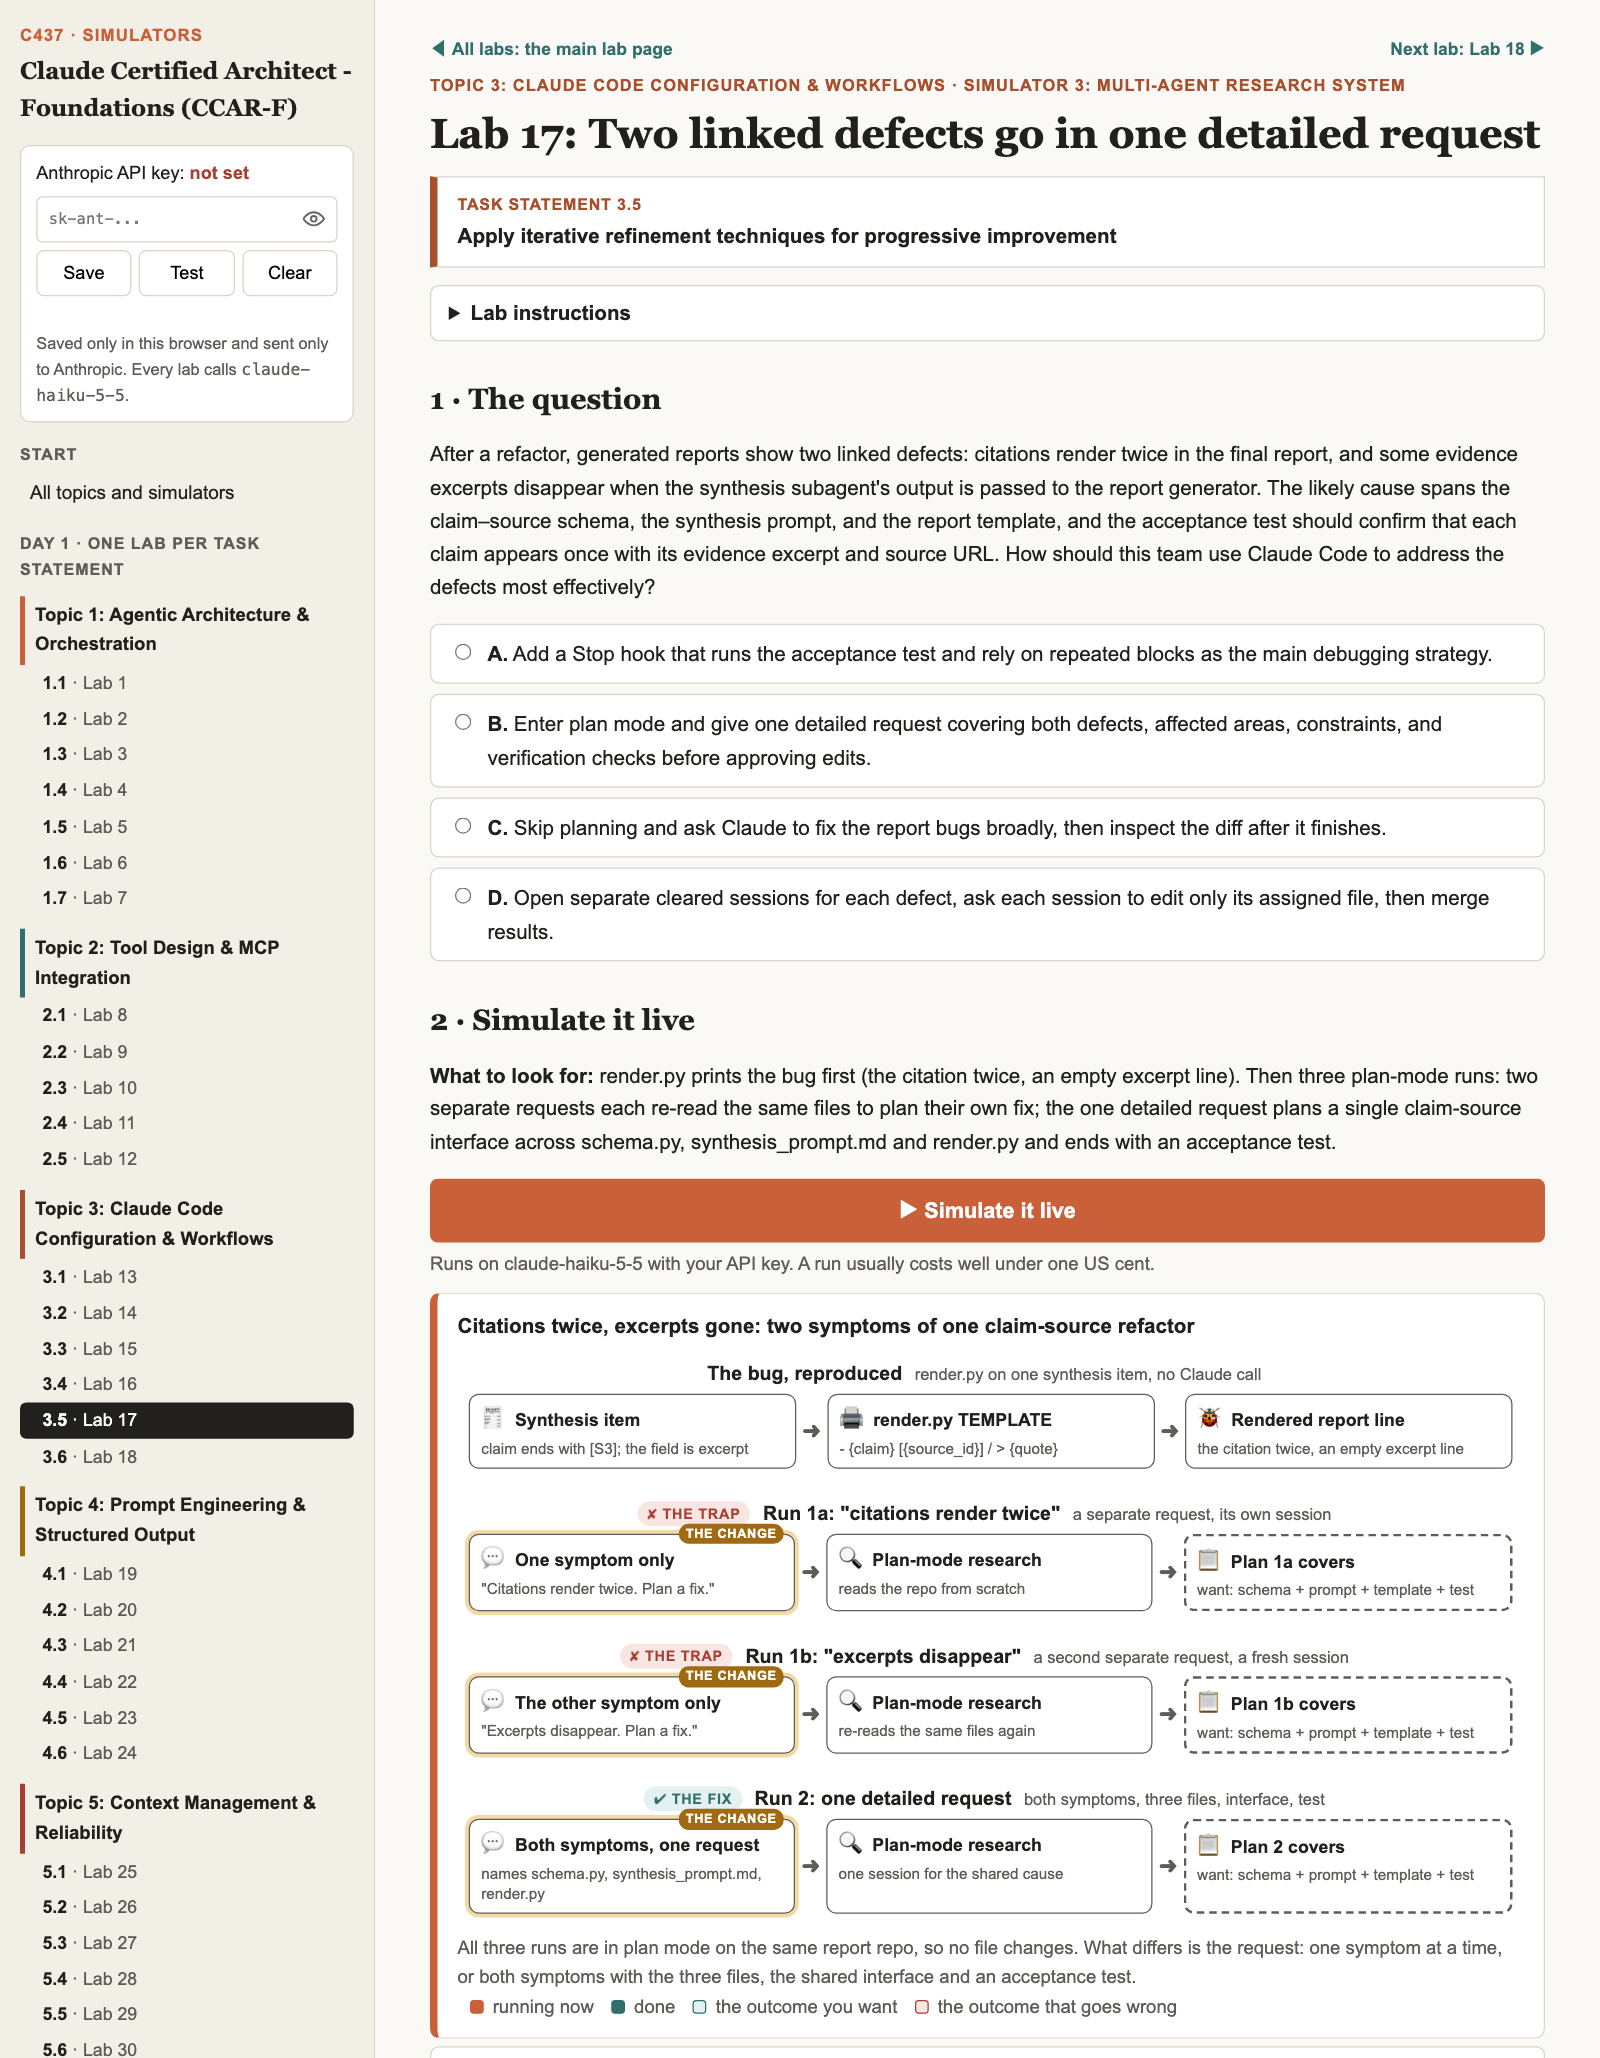 C437 · SIMULATORS
Claude Certified Architect -
Foundations (CCAR-F)
Anthropic API key: not set
sk-ant-...
Save
Test
Clear
Saved only in this browser and sent only
to Anthropic. Every lab calls claude-
haiku-5-5.
START
All topics and simulators
DAY 1 · ONE LAB PER TASK
STATEMENT
Topic 1: Agentic Architecture &
Orchestration
1.1 · Lab 1
1.2 · Lab 2
1.3 · Lab 3
1.4 · Lab 4
1.5 · Lab 5
1.6 · Lab 6
1.7 · Lab 7
Topic 2: Tool Design & MCP
Integration
2.1 · Lab 8
2.2 · Lab 9
2.3 · Lab 10
2.4 · Lab 11
2.5 · Lab 12
Topic 3: Claude Code
Configuration & Workflows
3.1 · Lab 13
3.2 · Lab 14
3.3 · Lab 15
3.4 · Lab 16
3.5 · Lab 17
3.6 · Lab 18
Topic 4: Prompt Engineering &
Structured Output
4.1 · Lab 19
4.2 · Lab 20
4.3 · Lab 21
4.4 · Lab 22
4.5 · Lab 23
4.6 · Lab 24
Topic 5: Context Management &
Reliability
5.1 · Lab 25
5.2 · Lab 26
5.3 · Lab 27
5.4 · Lab 28
5.5 · Lab 29
5.6 · Lab 30
◀ All labs: the main lab page
Next lab: Lab 18 ▶
TOPIC 3: CLAUDE CODE CONFIGURATION & WORKFLOWS · SIMULATOR 3: MULTI-AGENT RESEARCH SYSTEM
Lab 17: Two linked defects go in one detailed request
TASK STATEMENT 3.5
Apply iterative refinement techniques for progressive improvement
▶ Lab instructions
1 · The question
After a refactor, generated reports show two linked defects: citations render twice in the final report, and some evidence
excerpts disappear when the synthesis subagent's output is passed to the report generator. The likely cause spans the
claim–source schema, the synthesis prompt, and the report template, and the acceptance test should confirm that each
claim appears once with its evidence excerpt and source URL. How should this team use Claude Code to address the
defects most effectively?
A. Add a Stop hook that runs the acceptance test and rely on repeated blocks as the main debugging strategy.
B. Enter plan mode and give one detailed request covering both defects, affected areas, constraints, and
verification checks before approving edits.
C. Skip planning and ask Claude to fix the report bugs broadly, then inspect the diff after it finishes.
D. Open separate cleared sessions for each defect, ask each session to edit only its assigned file, then merge
results.
2 · Simulate it live
What to look for: render.py prints the bug first (the citation twice, an empty excerpt line). Then three plan-mode runs: two
separate requests each re-read the same files to plan their own fix; the one detailed request plans a single claim-source
interface across schema.py, synthesis_prompt.md and render.py and ends with an acceptance test.
▶ Simulate it live
Runs on claude-haiku-5-5 with your API key. A run usually costs well under one US cent.
Citations twice, excerpts gone: two symptoms of one claim-source refactor
The bug, reproduced render.py on one synthesis item, no Claude call
Synthesis item
claim ends with [S3]; the field is excerpt
➜
render.py TEMPLATE
- {claim} [{source_id}] / > {quote}
➜
Rendered report line
the citation twice, an empty excerpt line
✘ THE TRAP Run 1a: "citations render twice" a separate request, its own session
THE CHANGE
One symptom only
"Citations render twice. Plan a fix."
➜
Plan-mode research
reads the repo from scratch
➜
Plan 1a covers
want: schema + prompt + template + test
✘ THE TRAP Run 1b: "excerpts disappear" a second separate request, a fresh session
THE CHANGE
The other symptom only
"Excerpts disappear. Plan a fix."
➜
Plan-mode research
re-reads the same files again
➜
Plan 1b covers
want: schema + prompt + template + test
✔ THE FIX Run 2: one detailed request both symptoms, three files, interface, test
THE CHANGE
Both symptoms, one request
names schema.py, synthesis_prompt.md,
render.py
➜
Plan-mode research
one session for the shared cause
➜
Plan 2 covers
want: schema + prompt + template + test
All three runs are in plan mode on the same report repo, so no file changes. What differs is the request: one symptom at a time,
or both symptoms with the three files, the shared interface and an acceptance test.
running now done the outcome you want the outcome that goes wrong